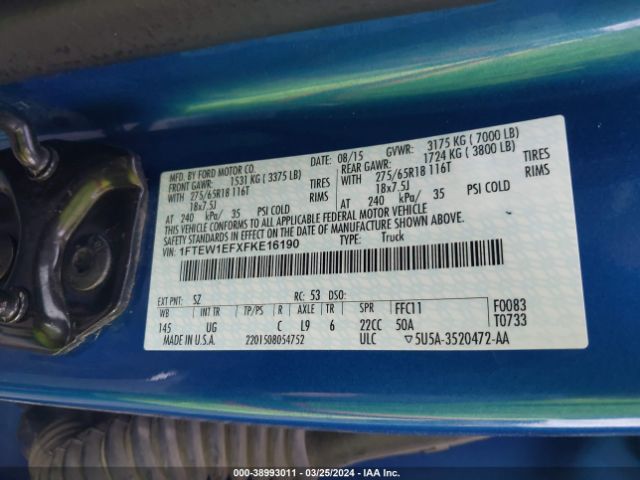 MFD. BY FORD MOTOR CO.
DATE: 08/15 GVWR: 3175 KG ( 7000 LB)
FRONT GAWR: 1531 KG ( 3375 LB) REAR GAWR: 1724 KG ( 3800 LB)
WITH 275/65R18 116T TIRES WITH 275/65R18 116T TIRES
18x7.5J RIMS 18x7.5J RIMS
AT 240 kPa/ 35 PSI COLD AT 240 kPa/ 35 PSI COLD
THIS VEHICLE CONFORMS TO ALL APPLICABLE FEDERAL MOTOR VEHICLE
SAFETY STANDARDS IN EFFECT ON THE DATE OF MANUFACTURE SHOWN ABOVE.
VIN: 1FTEW1EFXFKE16190 TYPE: Truck
EXT PNT: SZ RC: 53 DSO:
WB INT TR TP/PS R AXLE TR SPR FFC11 F0083
145 UG C L9 6 22CC 50A T0733
MADE IN U.S.A. 2201508054752 ULC ▽5U5A-3520472-AA
000-38993011 — 03/25/2024 — IAA Inc.